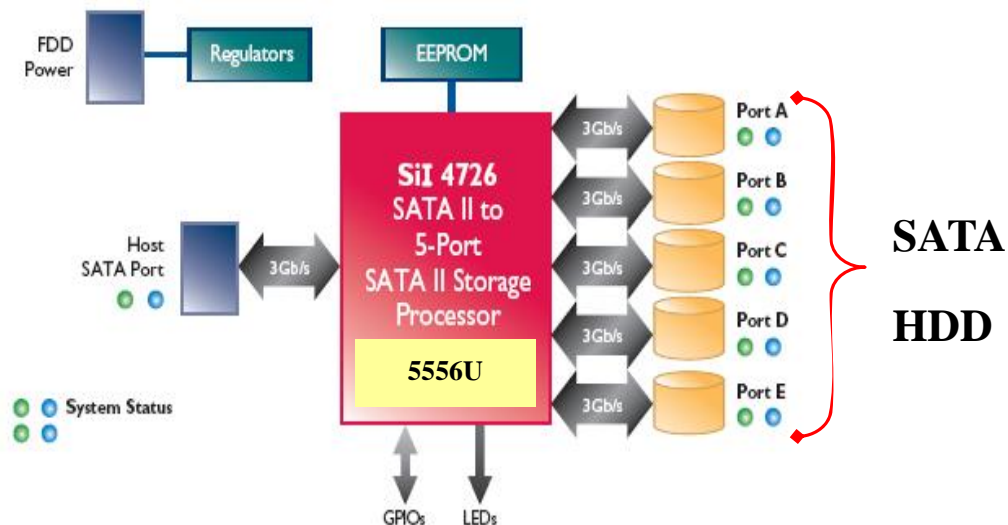 FDD
Power
Regulators
EEPROM
SiI 4726
SATA II to
5-Port
SATA II Storage
Processor
5556U
Host
SATA Port
3Gb/s
3Gb/s
Port A
3Gb/s
Port B
3Gb/s
Port C
3Gb/s
Port D
3Gb/s
Port E
SATA
HDD
System Status
GPIOs
LEDs